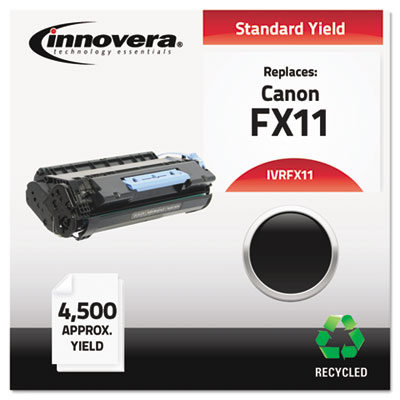 innovera
technology essentials
Standard Yield
Replaces:
Canon
FX11
IVRFX11
4,500
APPROX.
YIELD
RECYCLED